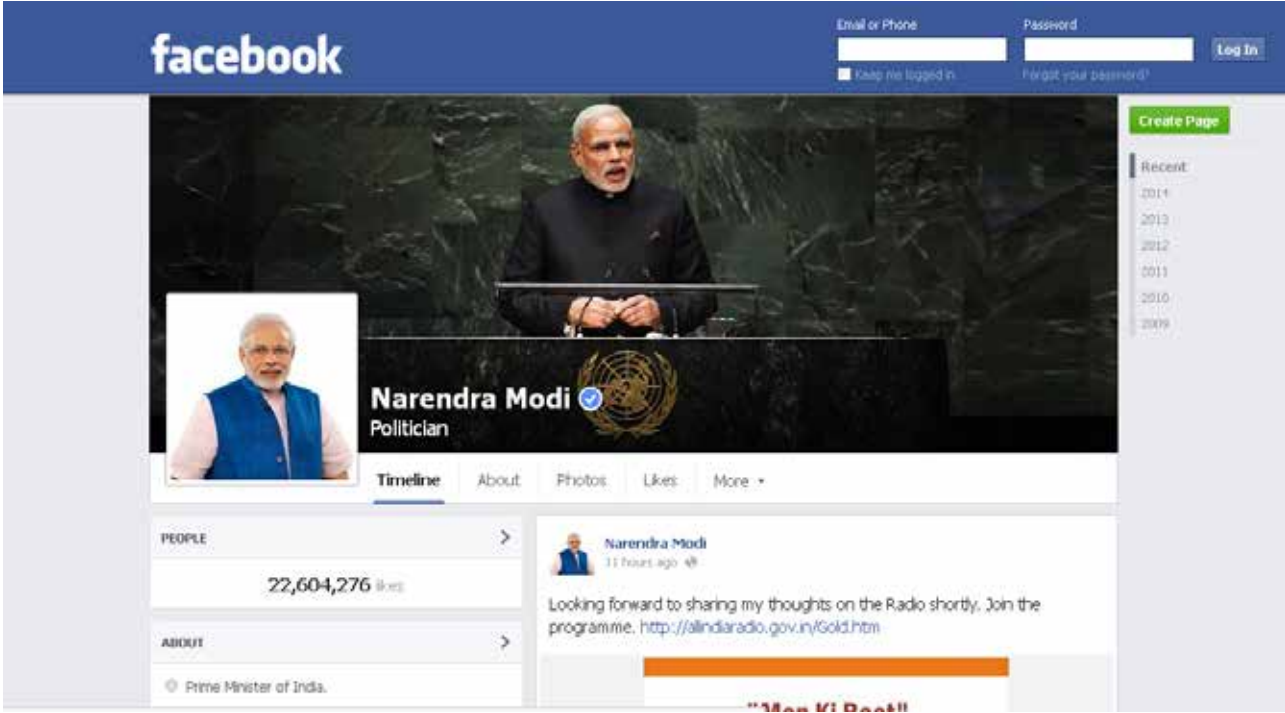 facebook
Email or Phone
Password
Log In
Keep me logged in
Forgot your password?
Create Page
Recent
2014
2013
2012
2011
2010
2009
Narendra Modi
Politician
Timeline
About
Photos
Likes
More
PEOPLE
22,604,276 likes
ABOUT
Prime Minister of India.
Narendra Modi
11 hours ago
Looking forward to sharing my thoughts on the Radio shortly. Join the
programme. http://allindiaradio.gov.in/Gold.htm
"Man Ki Baat"